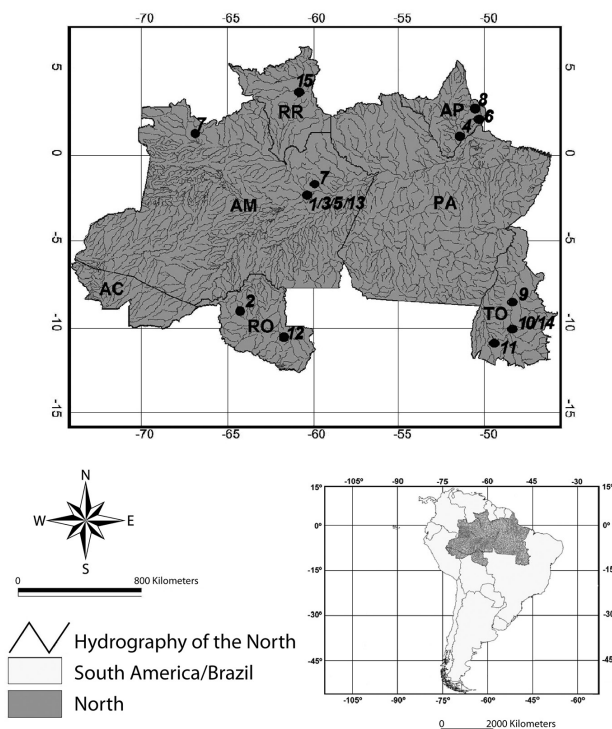 -70 -65 -60 -55 -50
5
0
-5
-10
-15
5
0
-5
-10
-15
15
RR
7
8
AP
6
4
7
1/3/5/13
AM
PA
AC
2
RO
12
9
TO
10/14
11
-70 -65 -60 -55 -50
N
W E
S
0 800 Kilometers
Hydrography of the North
South America/Brazil
North
-105° -90° -75° -60° -45° -30
15° 15°
0° 0°
-15° -15°
-30° -30°
-45° -45°
-105° -90° -75° -60° -45° -30°
0 2000 Kilometers